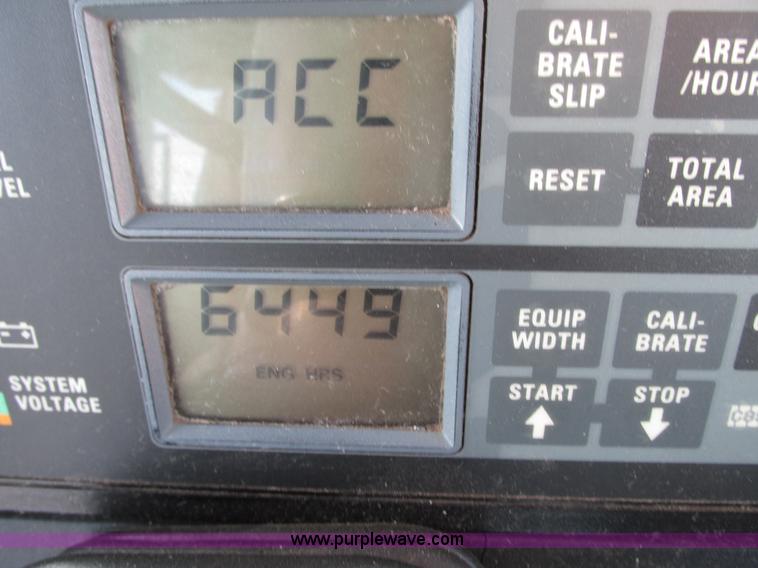 ACC
CALI-
BRATE
SLIP
AREA
/HOUR
RESET
TOTAL
AREA
6449
ENG HRS
SYSTEM
VOLTAGE
EQUIP
WIDTH
CALI-
BRATE
START
STOP
www.purplewave.com